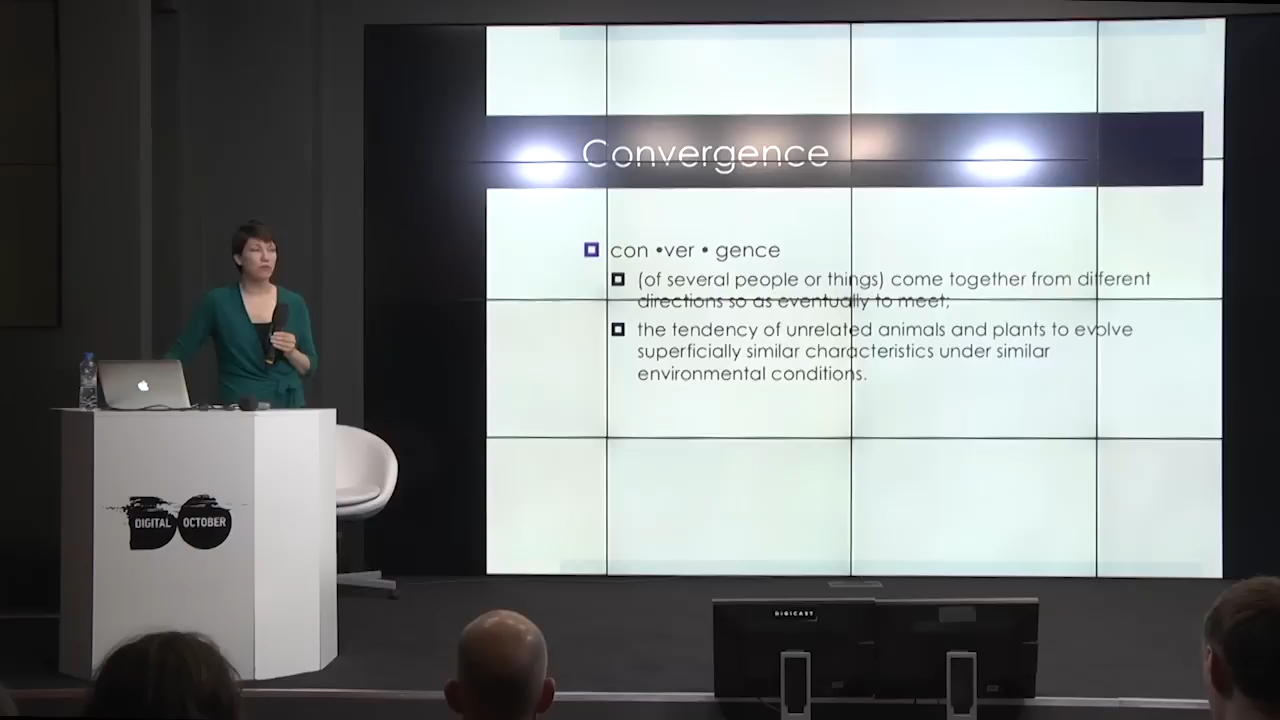 Convergence
con •ver • gence
(of several people or things) come together from different
directions so as eventually to meet;
the tendency of unrelated animals and plants to evolve
superficially similar characteristics under similar
environmental conditions.
DIGITAL OCTOBER
DIGICAST